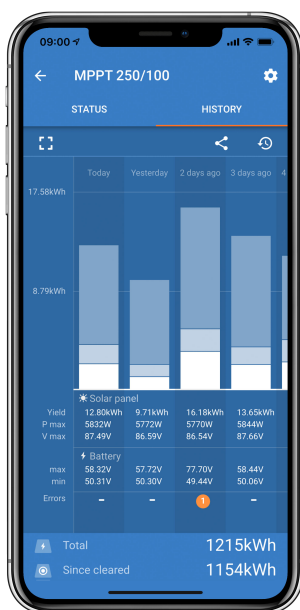 09:00
MPPT 250/100
STATUS HISTORY
Today Yesterday 2 days ago 3 days ago 4
17.58kWh
8.79kWh
Solar panel
Yield 12.80kWh 9.71kWh 16.18kWh 13.65kWh
P max 5832W 5772W 5770W 5844W
V max 87.49V 86.59V 86.54V 87.66V
Battery
max 58.32V 57.72V 77.70V 58.44V
min 50.31V 50.30V 49.44V 50.06V
Errors – – 1 –
Total 1215kWh
Since cleared 1154kWh